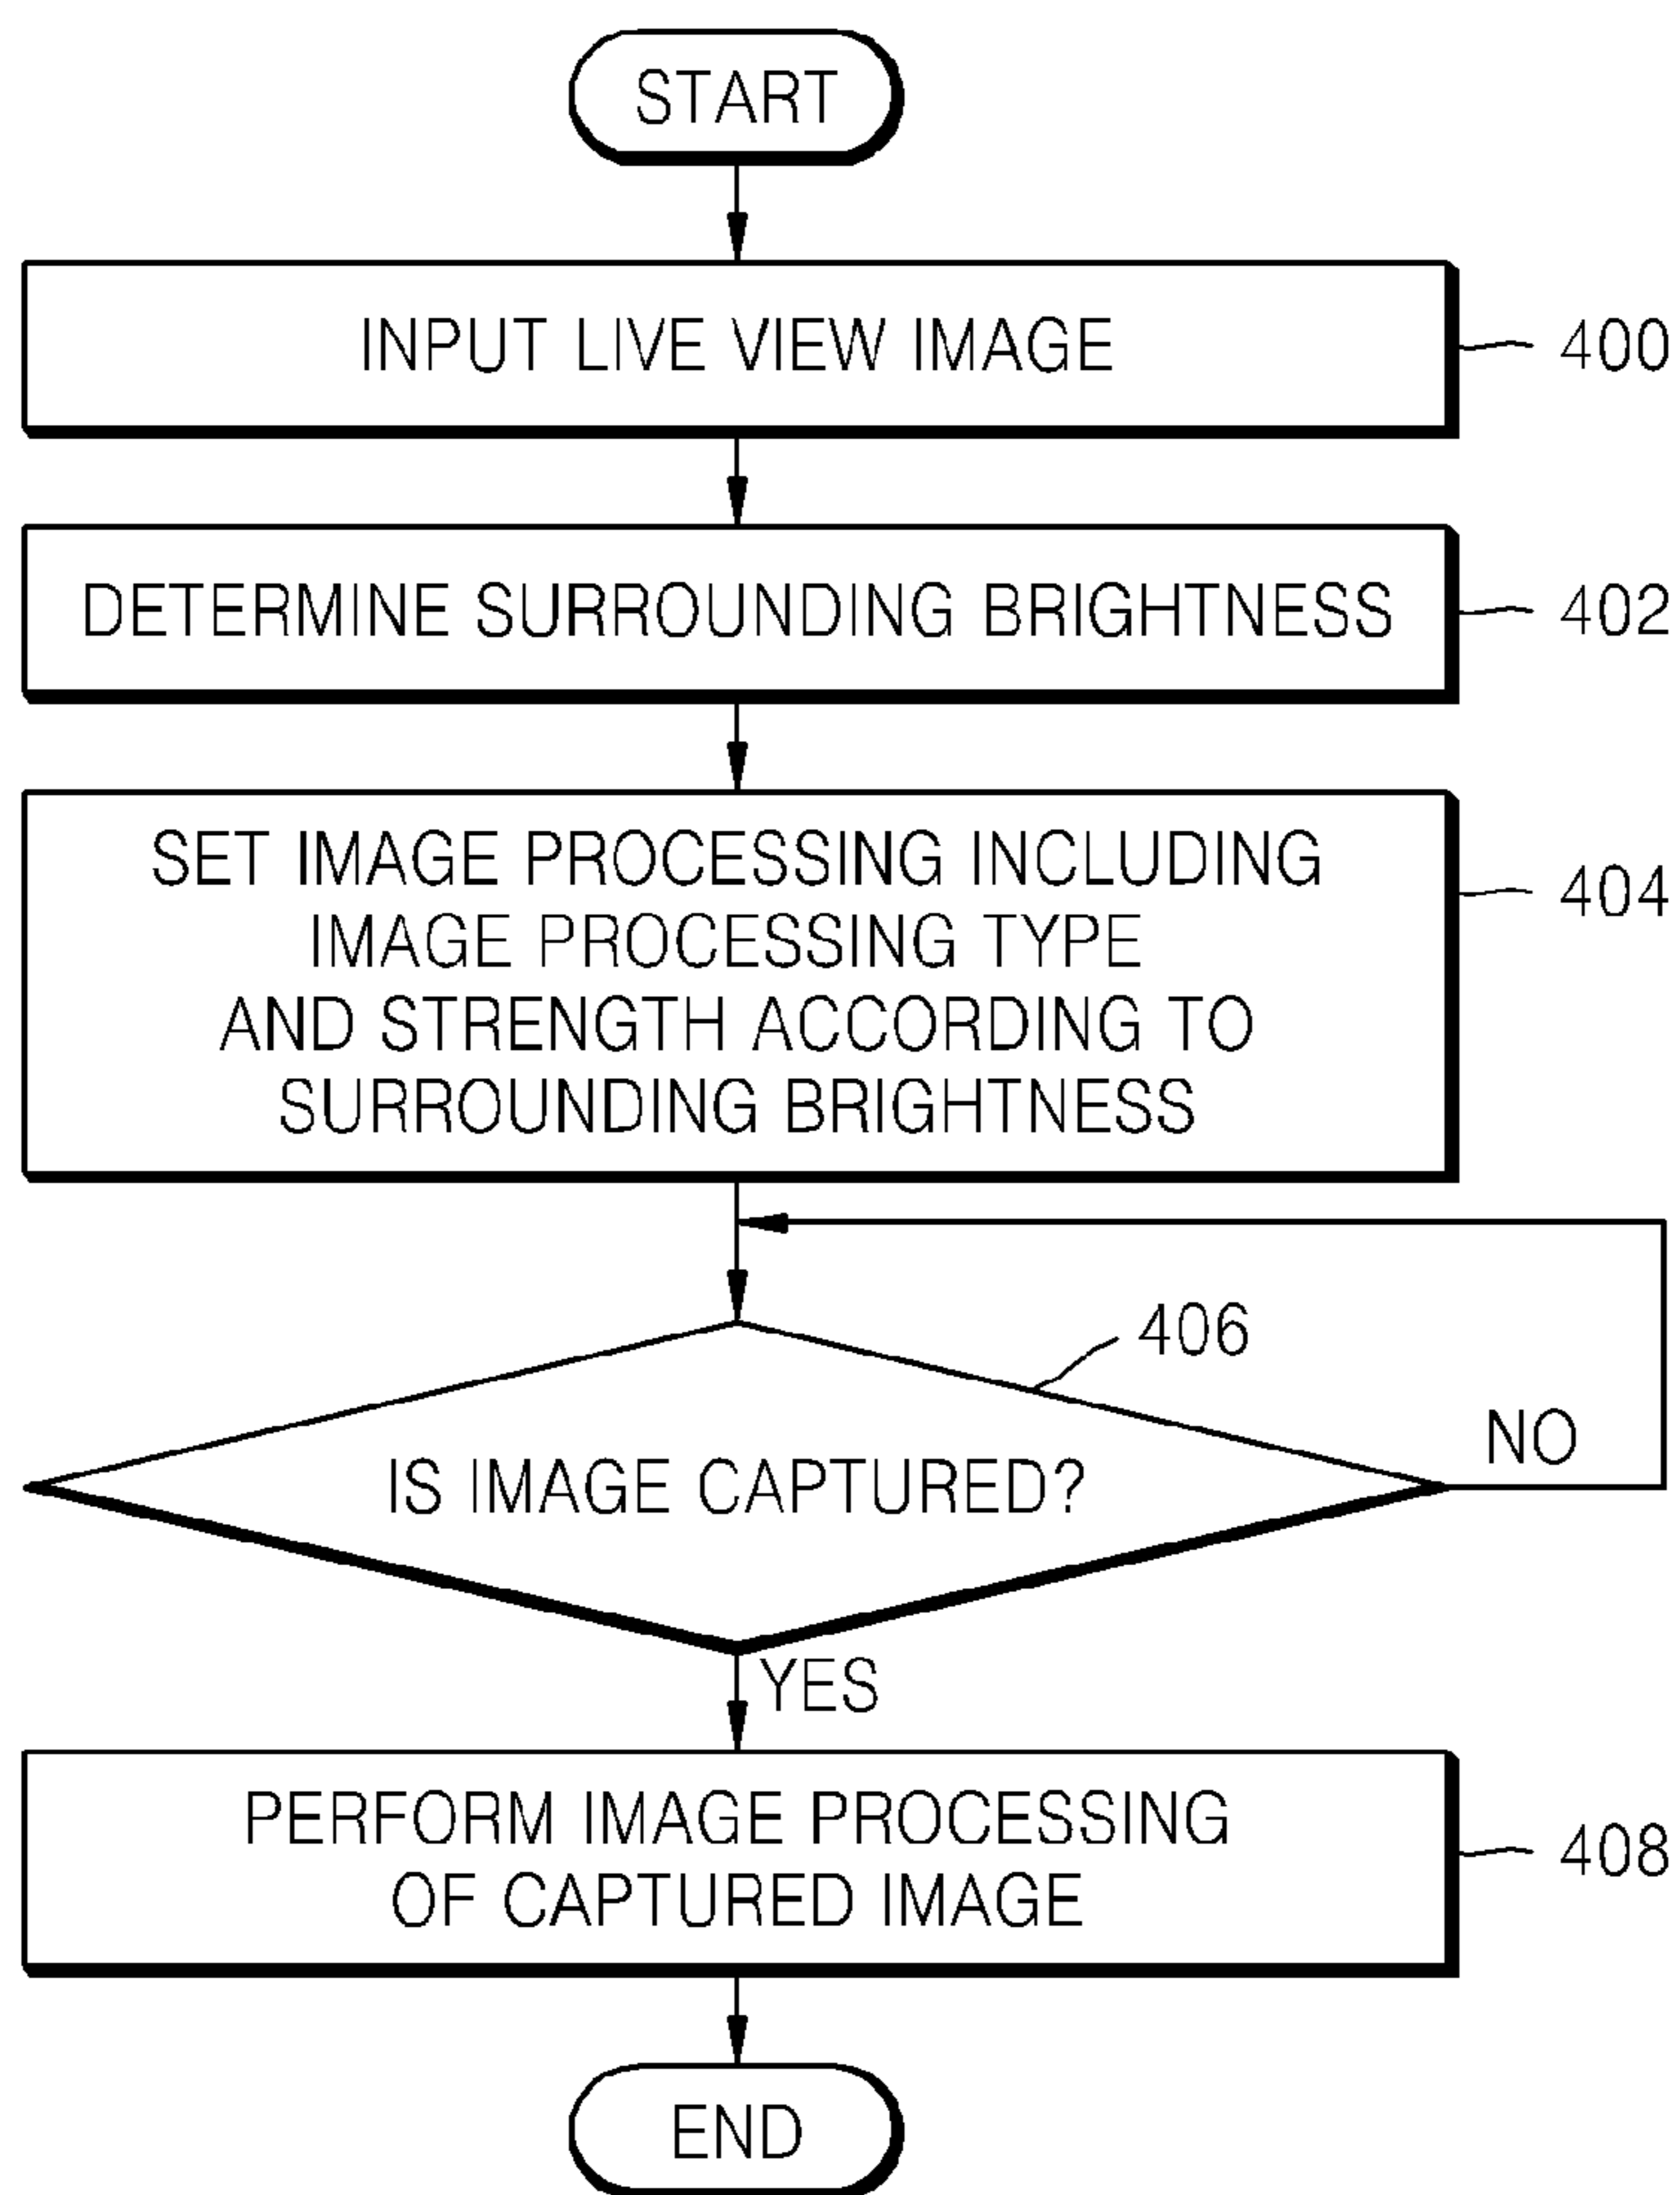 START
INPUT LIVE VIEW IMAGE
400
DETERMINE SURROUNDING BRIGHTNESS
402
SET IMAGE PROCESSING INCLUDING
IMAGE PROCESSING TYPE
AND STRENGTH ACCORDING TO
SURROUNDING BRIGHTNESS
404
406
IS IMAGE CAPTURED?
NO
YES
PERFORM IMAGE PROCESSING
OF CAPTURED IMAGE
408
END